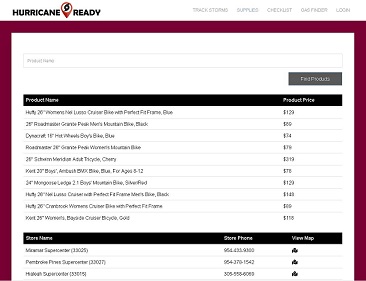 HURRICANE READY
TRACK STORMS SUPPLIES CHECKLIST GAS FINDER LOGIN
Product Name
Find Products
Product Name Product Price
Huffy 26" Womens Nel Lusso Cruiser Bike with Perfect Fit Frame, Blue $129
26" Roadmaster Granite Peak Men's Mountain Bike, Black $89
Dynacraft 16" Hot Wheels Boy's Bike, Blue $74
Roadmaster 26" Granite Peak Women's Mountain Bike $79
26" Schwinn Meridian Adult Tricycle, Cherry $319
Kent 20" Boys', Ambush BMX Bike, Blue, For Ages 8-12 $78
24" Mongoose Ledge 2.1 Boys' Mountain Bike, Silver/Red $129
Huffy 26" Nel Lusso Cruiser with Perfect Fit Frame Men's Bike, Black $148
Huffy 26" Cranbrook Womens Cruiser Bike with Perfect Fit Frame $89
Kent 26" Women's, Bayside Cruiser Bicycle, Gold $118
Store Name Store Phone View Map
Miramar Supercenter (33025) 954-433-9300
Pembroke Pines Supercenter (33027) 954-378-1542
Hialeah Supercenter (33015) 305-558-6069